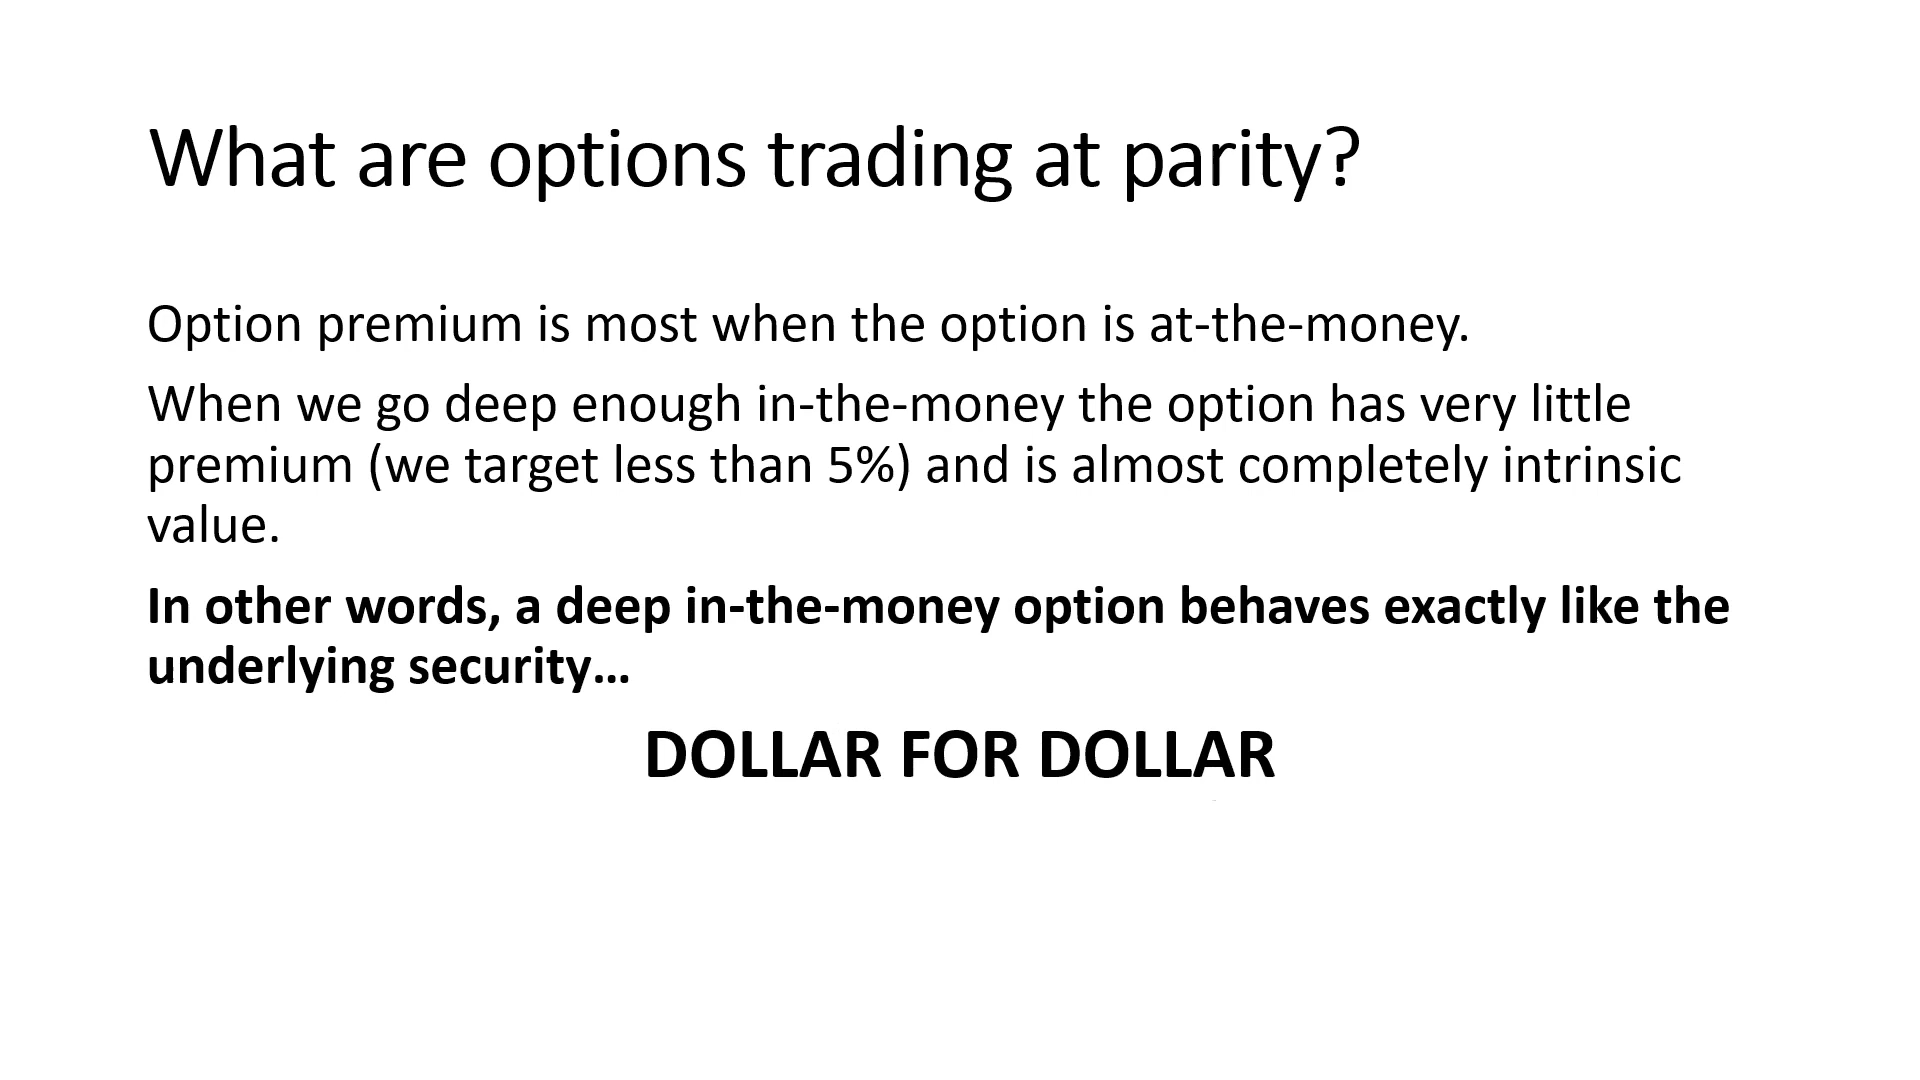 What are options trading at parity?
Option premium is most when the option is at-the-money.
When we go deep enough in-the-money the option has very little
premium (we target less than 5%) and is almost completely intrinsic
value.
In other words, a deep in-the-money option behaves exactly like the
underlying security…
DOLLAR FOR DOLLAR